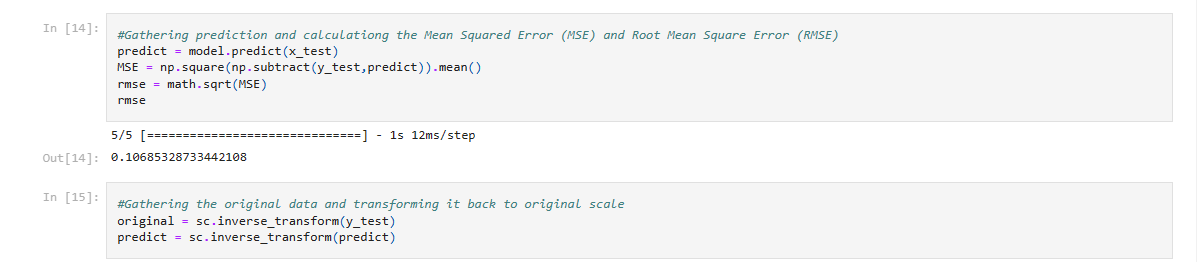 In [14]:
#Gathering prediction and calculationg the Mean Squared Error (MSE) and Root Mean Square Error (RMSE)
predict = model.predict(x_test)
MSE = np.square(np.subtract(y_test,predict)).mean()
rmse = math.sqrt(MSE)
rmse
5/5 [==============================] - 1s 12ms/step
Out[14]: 0.10685328733442108
In [15]:
#Gathering the original data and transforming it back to original scale
original = sc.inverse_transform(y_test)
predict = sc.inverse_transform(predict)